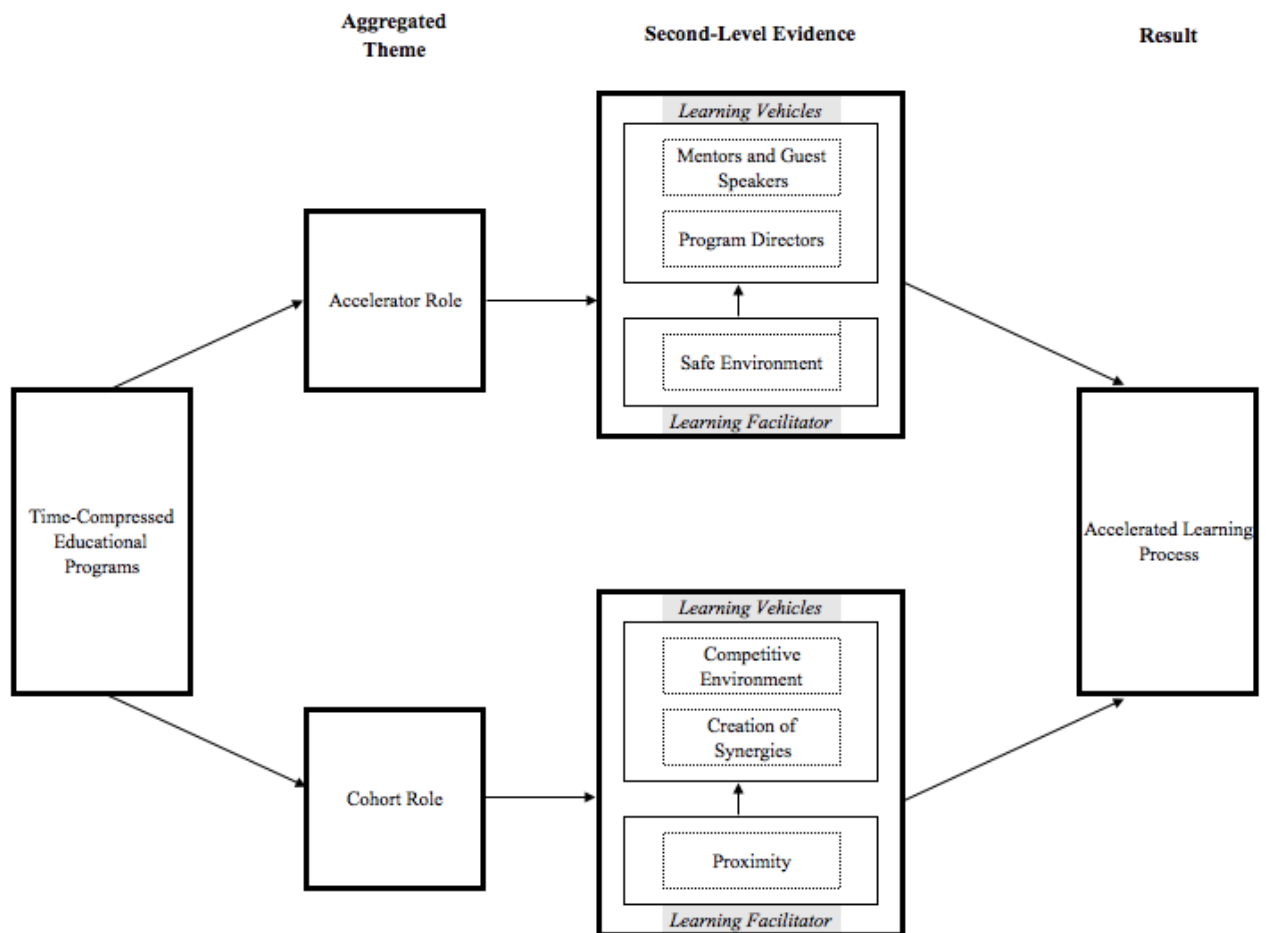 Aggregated
Theme
Second-Level Evidence
Result
Learning Vehicles
Mentors and Guest
Speakers
Program Directors
Accelerator Role
Safe Environment
Learning Facilitator
Time-Compressed
Educational
Programs
Accelerated Learning
Process
Learning Vehicles
Competitive
Environment
Creation of
Synergies
Cohort Role
Proximity
Learning Facilitator